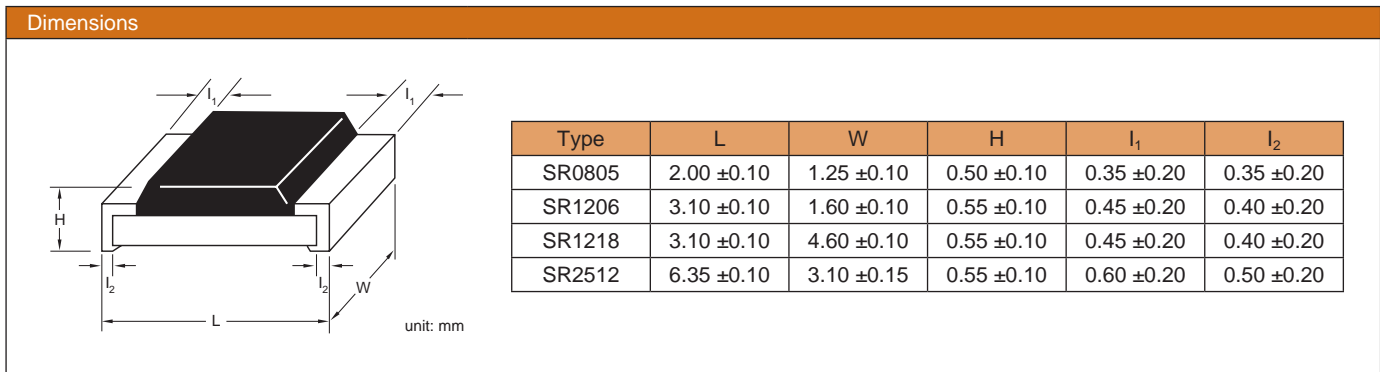 Dimensions
I₁ I₁
H
I₂ I₂ W
L
unit: mm
Type L W H I₁ I₂
SR0805 2.00 ±0.10 1.25 ±0.10 0.50 ±0.10 0.35 ±0.20 0.35 ±0.20
SR1206 3.10 ±0.10 1.60 ±0.10 0.55 ±0.10 0.45 ±0.20 0.40 ±0.20
SR1218 3.10 ±0.10 4.60 ±0.10 0.55 ±0.10 0.45 ±0.20 0.40 ±0.20
SR2512 6.35 ±0.10 3.10 ±0.15 0.55 ±0.10 0.60 ±0.20 0.50 ±0.20